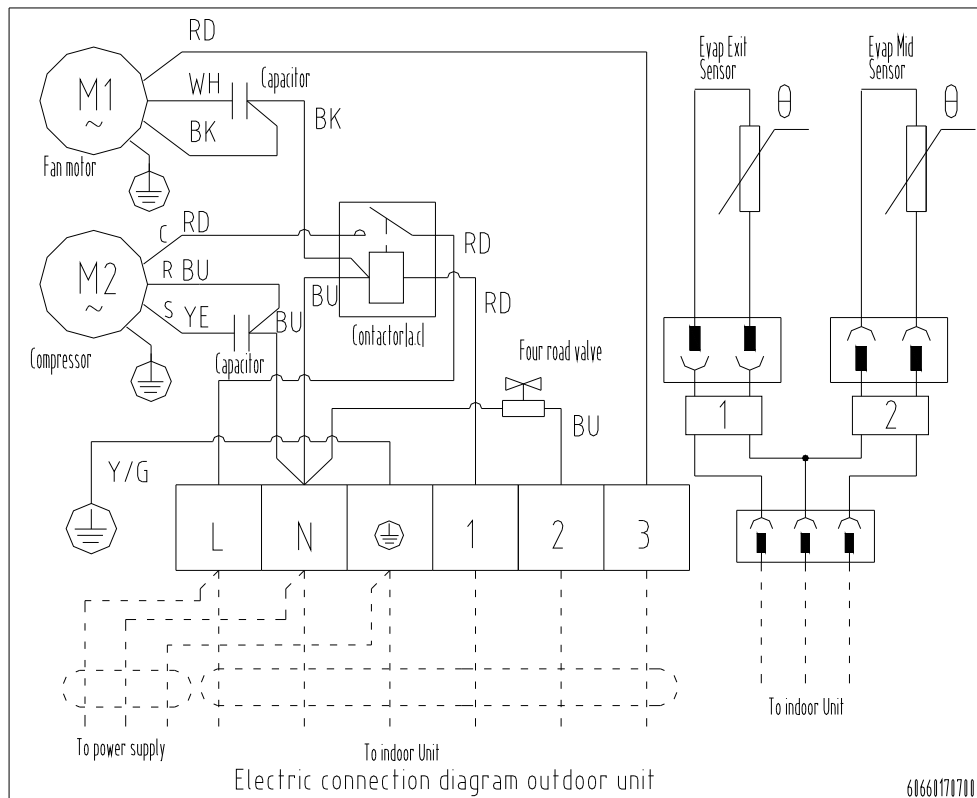 RD
Evap Exit
Sensor
Evap Mid
Sensor
M1
~
WH
Capacitor
θ
θ
BK
BK
Fan motor
C
RD
RD
M2
~
R
BU
BU
RD
S
YE
BU
Contactor(a.c)
Compressor
Capacitor
Four road valve
BU
1
2
Y/G
L
N
1
2
3
To power supply
To indoor Unit
To indoor Unit
Electric connection diagram outdoor unit
60660170700